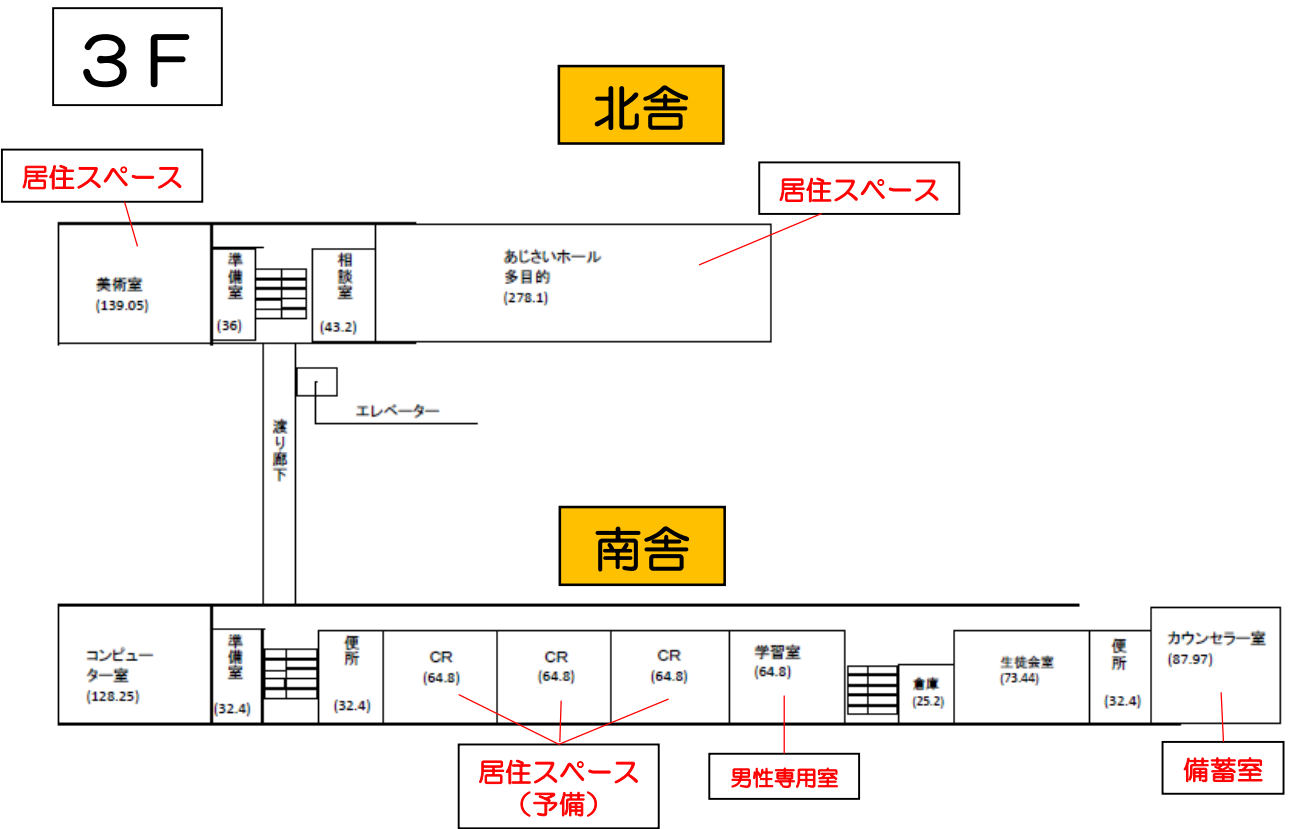 ３Ｆ
北舎
居住スペース
居住スペース
美術室
(139.05)
準備室
(36)
相談室
(43.2)
あじさいホール
多目的
(278.1)
エレベーター
渡り廊下
南舎
コンピュー
ター室
(128.25)
準備室
(32.4)
便所
(32.4)
CR
(64.8)
CR
(64.8)
CR
(64.8)
学習室
(64.8)
倉庫
(25.2)
生徒会室
(73.44)
便所
(32.4)
カウンセラー室
(87.97)
居住スペース
（予備）
男性専用室
備蓄室